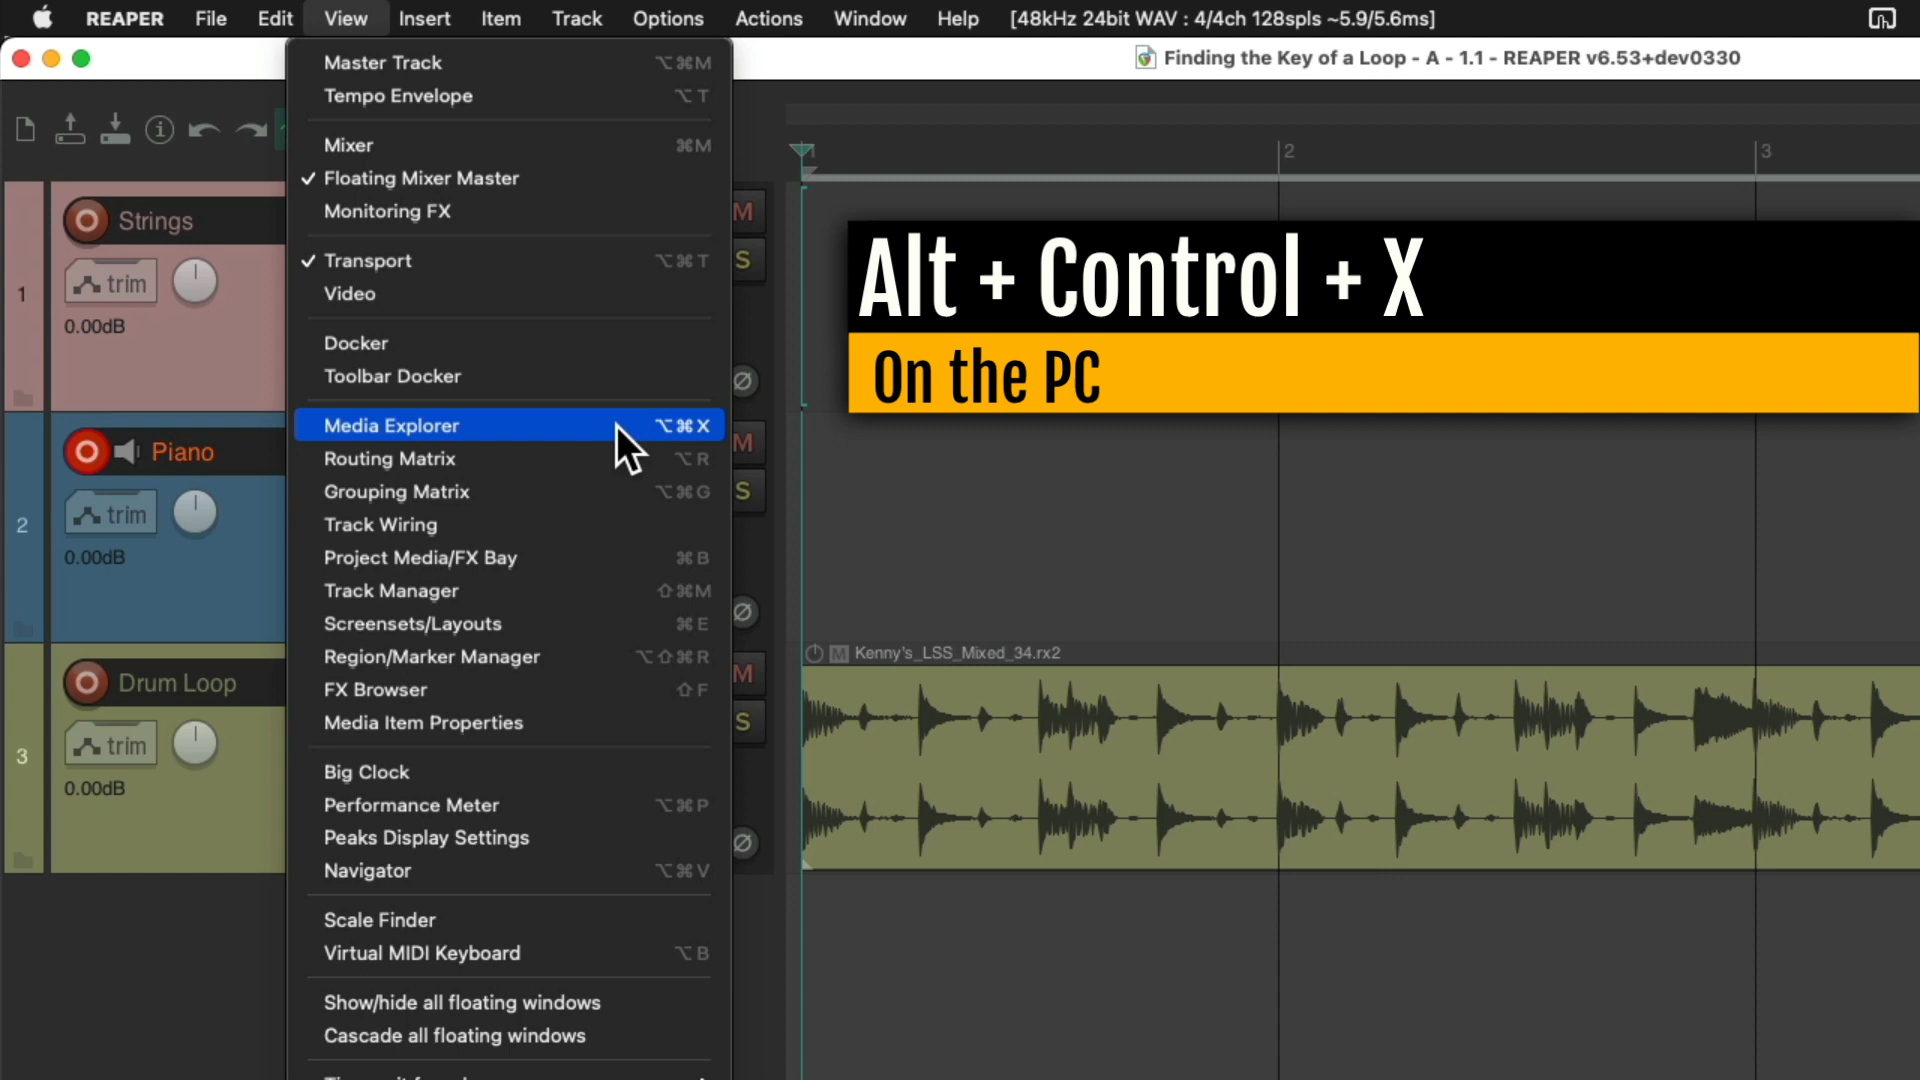 REAPER File Edit View Insert Item Track Options Actions Window Help [48kHz 24bit WAV : 4/4ch 128spls ~5.9/5.6ms]
Finding the Key of a Loop - A - 1.1 - REAPER v6.53+dev0330
Master Track ⌥⌘M
Tempo Envelope ⌥T
Mixer ⌘M
✓ Floating Mixer Master
Monitoring FX
✓ Transport ⌥⌘T
Video
Docker
Toolbar Docker
Media Explorer ⌥⌘X
Routing Matrix ⌥R
Grouping Matrix ⌥⌘G
Track Wiring
Project Media/FX Bay ⌘B
Track Manager ⇧⌘M
Screensets/Layouts ⌘E
Region/Marker Manager ⌥⇧⌘R
FX Browser ⇧F
Media Item Properties
Big Clock
Performance Meter ⌥⌘P
Peaks Display Settings
Navigator ⌥⌘V
Scale Finder
Virtual MIDI Keyboard ⌥B
Show/hide all floating windows
Cascade all floating windows
1
Strings
trim
0.00dB
M
S
2
Piano
trim
0.00dB
M
S
3
Drum Loop
trim
0.00dB
M
S
1 2 3
Alt + Control + X
On the PC
M Kenny's_LSS_Mixed_34.rx2